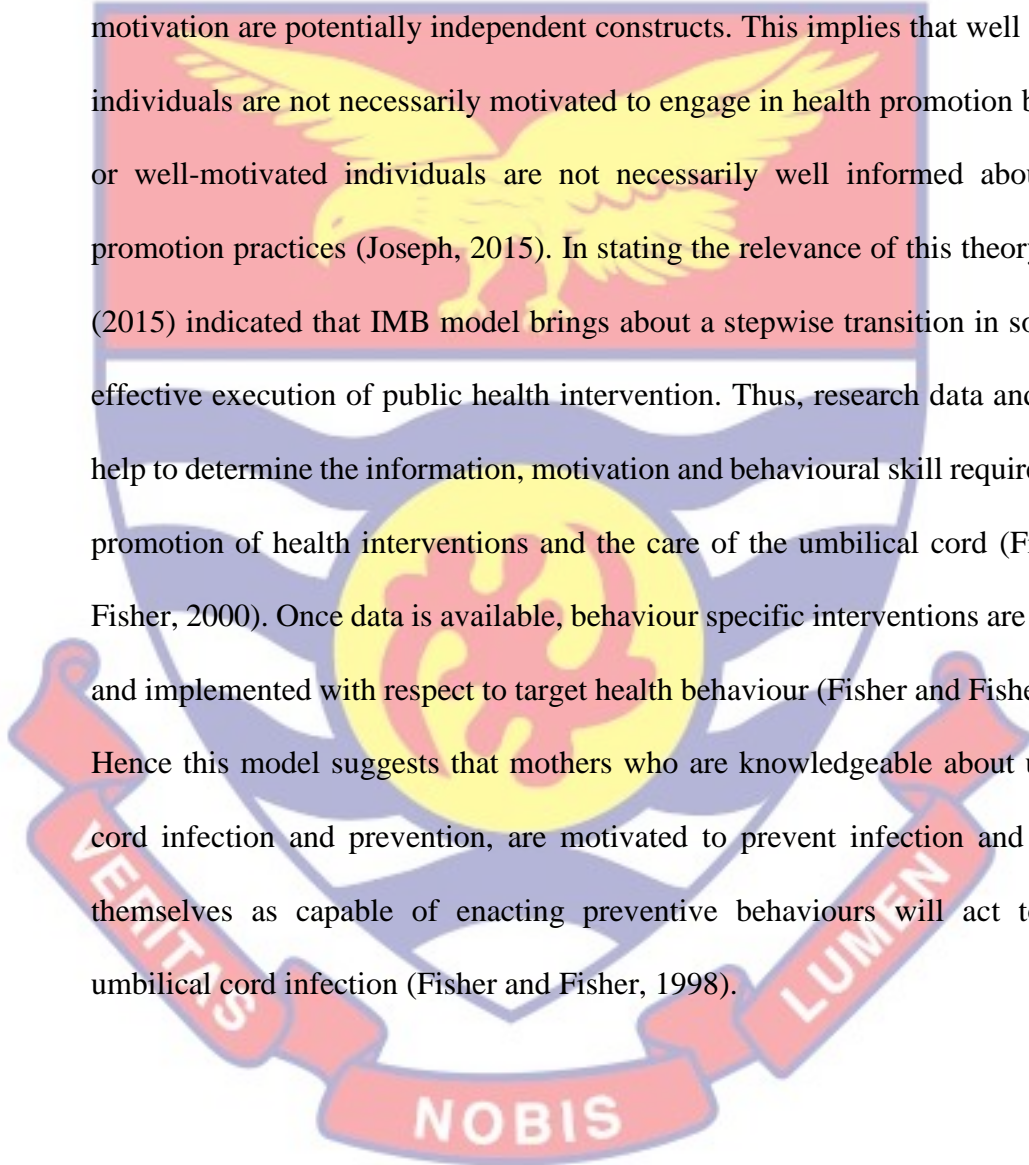 motivation are potentially independent constructs. This implies that well
individuals are not necessarily motivated to engage in health promotion b
or well-motivated individuals are not necessarily well informed abou
promotion practices (Joseph, 2015). In stating the relevance of this theory
(2015) indicated that IMB model brings about a stepwise transition in so
effective execution of public health intervention. Thus, research data and
help to determine the information, motivation and behavioural skill require
promotion of health interventions and the care of the umbilical cord (F
Fisher, 2000). Once data is available, behaviour specific interventions are
and implemented with respect to target health behaviour (Fisher and Fishe
Hence this model suggests that mothers who are knowledgeable about u
cord infection and prevention, are motivated to prevent infection and
themselves as capable of enacting preventive behaviours will act to
umbilical cord infection (Fisher and Fisher, 1998).
VERITAS
NOBIS
LUMEN